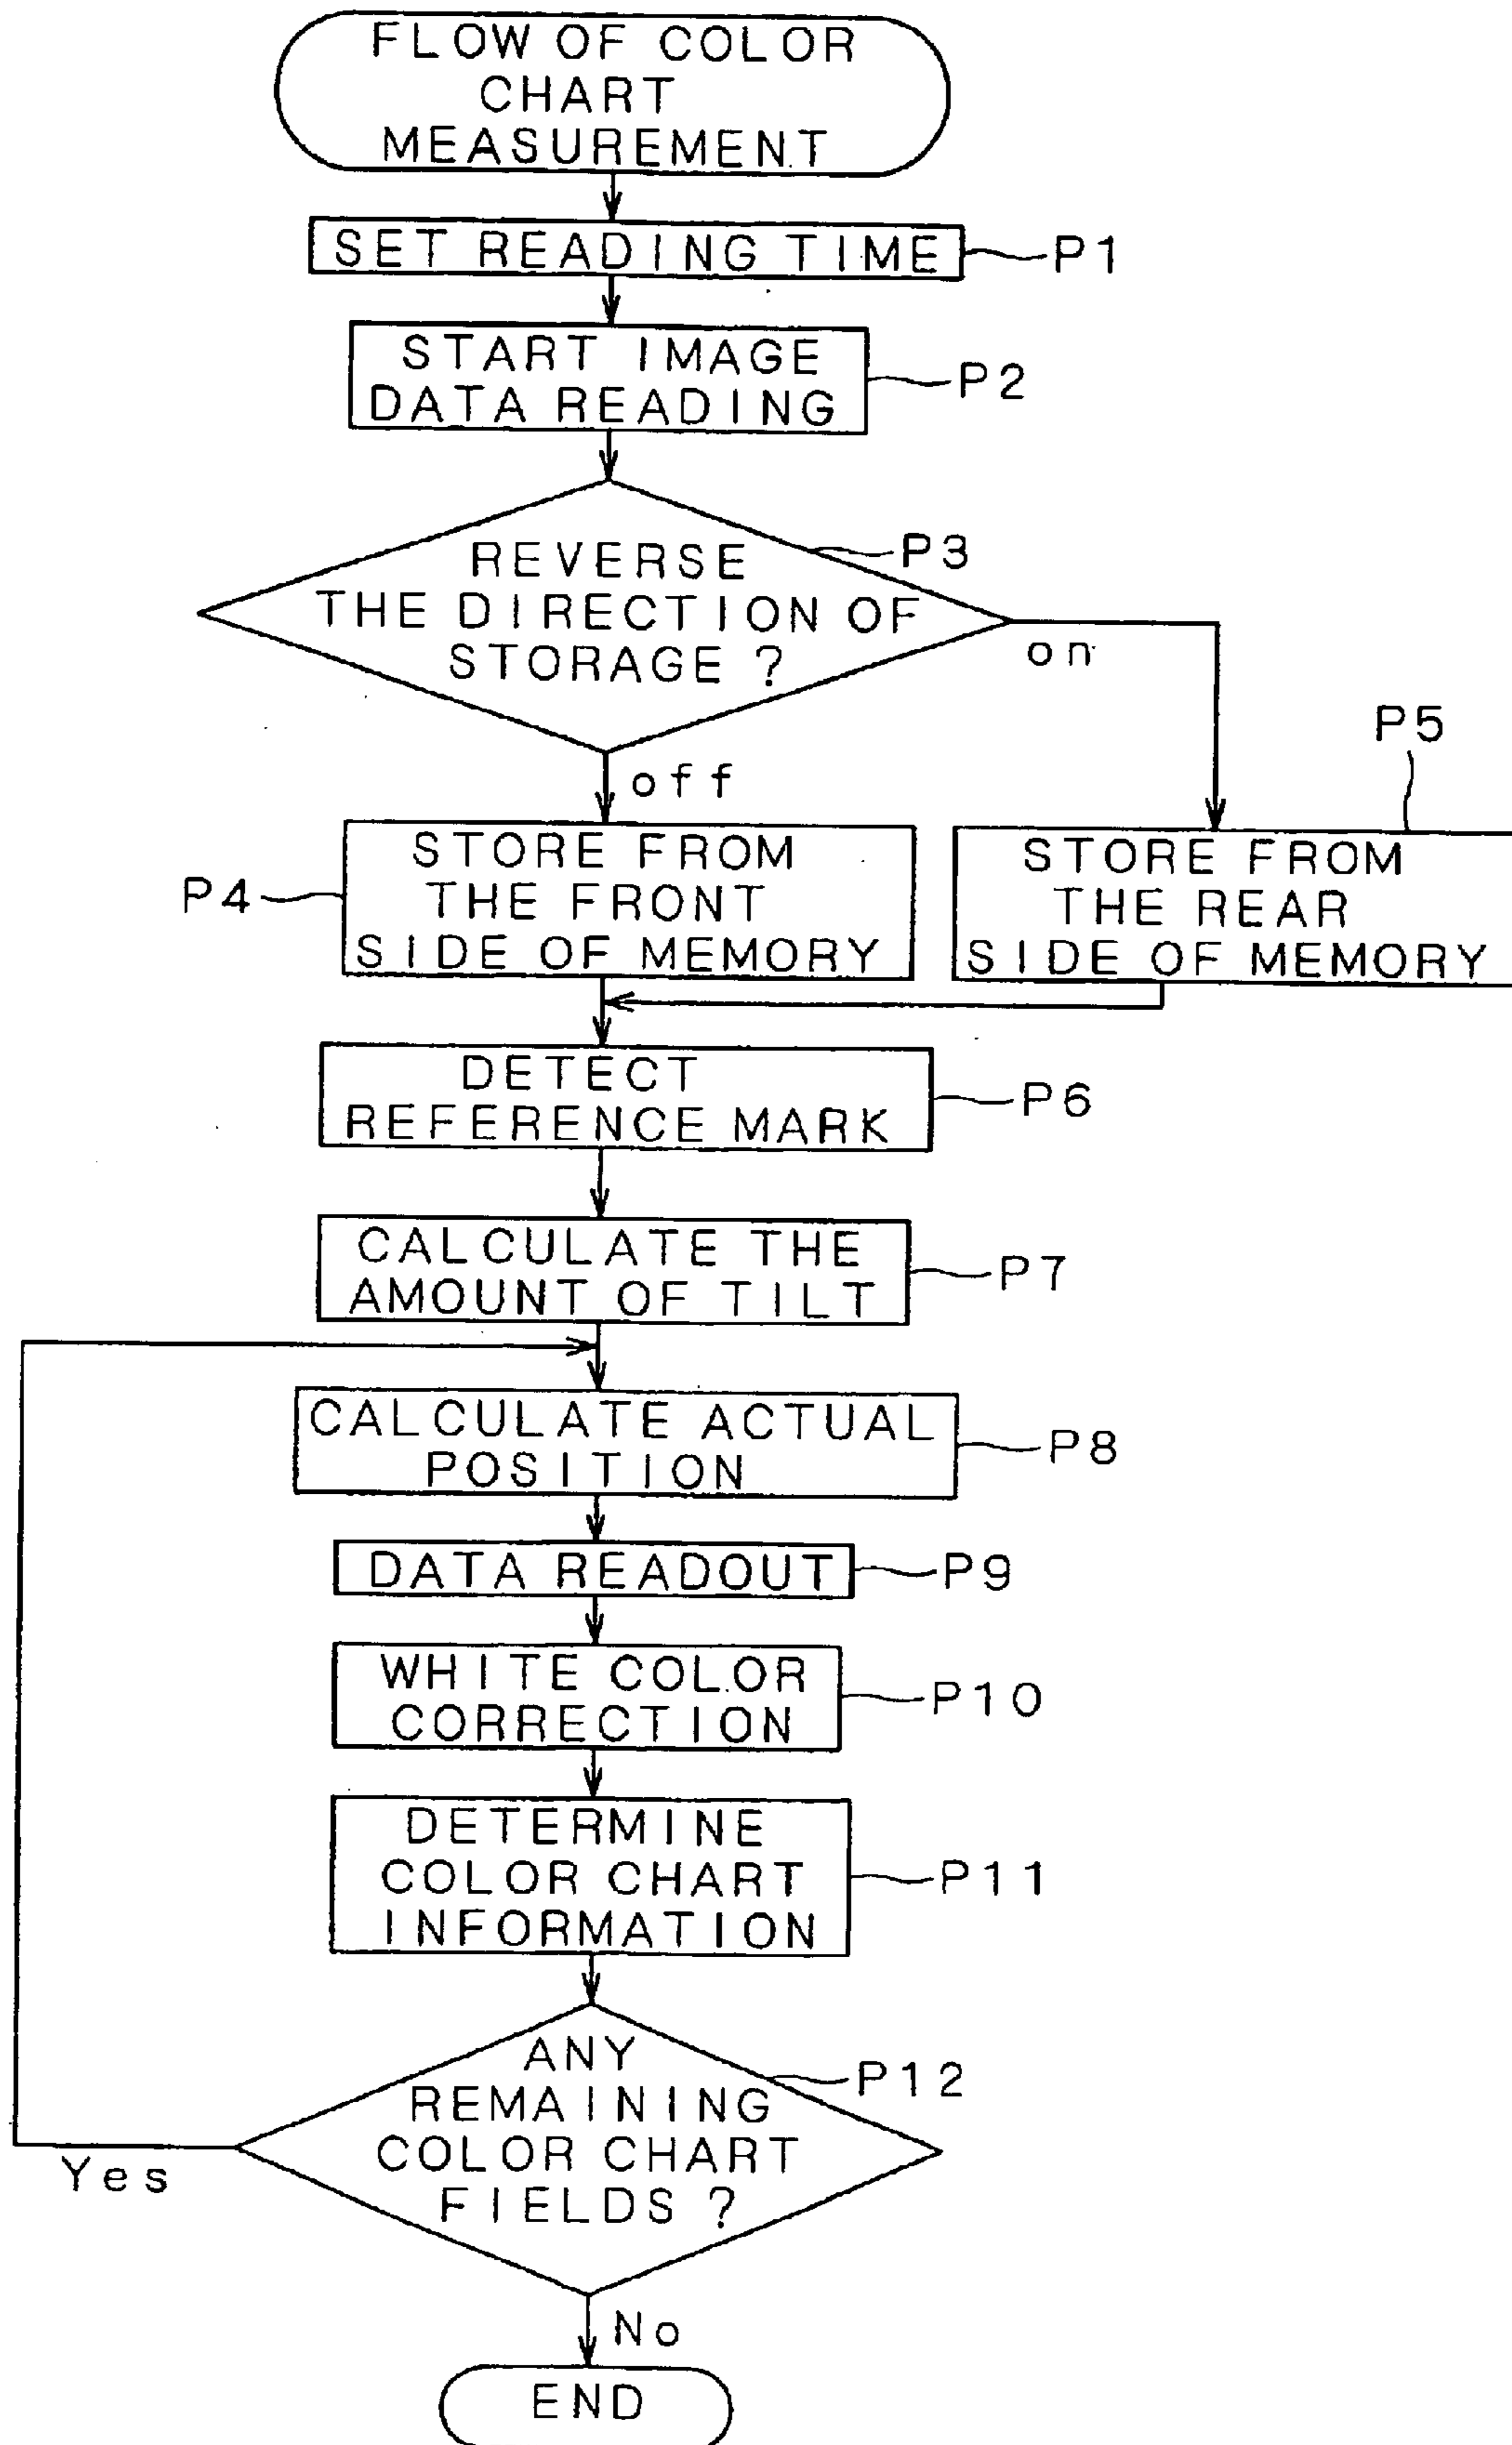 FLOW OF COLOR
CHART
MEASUREMENT
SET READING TIME
P1
START IMAGE
DATA READING
P2
REVERSE
THE DIRECTION OF
STORAGE ?
P3
on
off
P5
STORE FROM
THE FRONT
SIDE OF MEMORY
P4
STORE FROM
THE REAR
SIDE OF MEMORY
DETECT
REFERENCE MARK
P6
CALCULATE THE
AMOUNT OF TILT
P7
CALCULATE ACTUAL
POSITION
P8
DATA READOUT
P9
WHITE COLOR
CORRECTION
P10
DETERMINE
COLOR CHART
INFORMATION
P11
ANY
REMAINING
COLOR CHART
FIELDS ?
P12
Yes
No
END